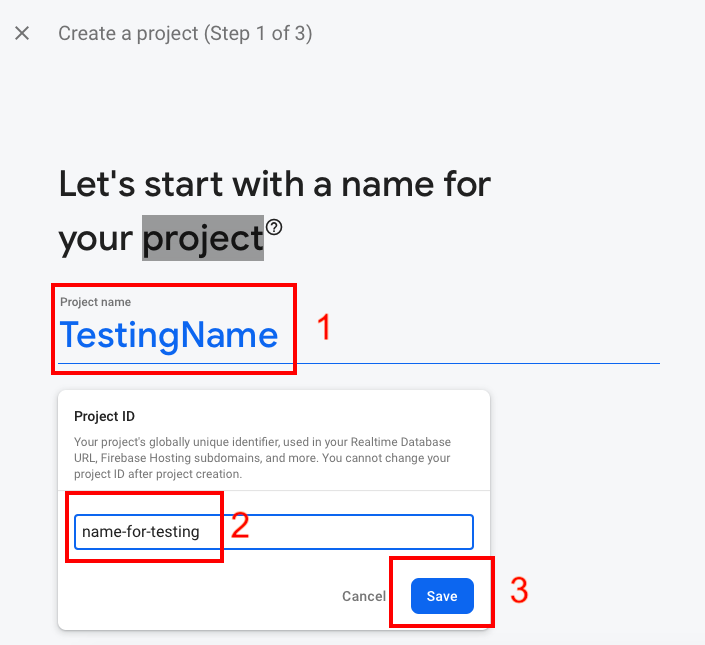 Create a project (Step 1 of 3)
Let's start with a name for
your project
Project name
TestingName
1
Project ID
Your project's globally unique identifier, used in your Realtime Database
URL, Firebase Hosting subdomains, and more. You cannot change your
project ID after project creation.
name-for-testing
2
Cancel
Save
3